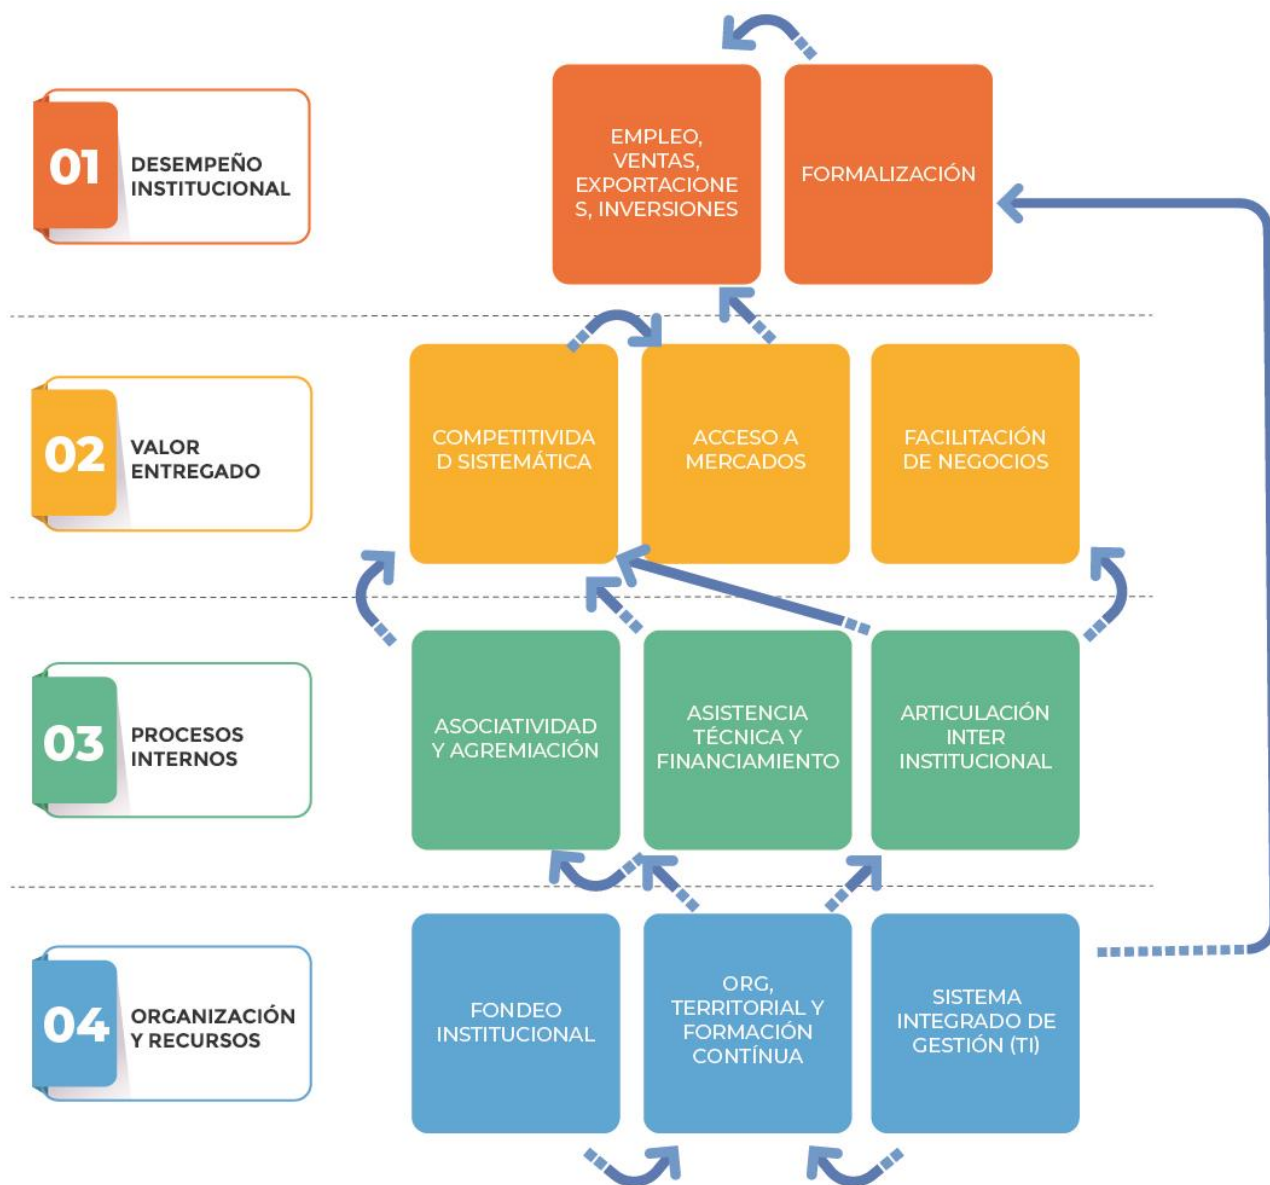 01
DESEMPEÑO
INSTITUCIONAL
EMPLEO,
VENTAS,
EXPORTACIONE
S, INVERSIONES
FORMALIZACIÓN
02
VALOR
ENTREGADO
COMPETITIVIDA
D SISTEMÁTICA
ACCESO A
MERCADOS
FACILITACIÓN
DE NEGOCIOS
03
PROCESOS
INTERNOS
ASOCIATIVIDAD
Y AGREMIACIÓN
ASISTENCIA
TÉCNICA Y
FINANCIAMIENTO
ARTICULACIÓN
INTER
INSTITUCIONAL
04
ORGANIZACIÓN
Y RECURSOS
FONDEO
INSTITUCIONAL
ORG,
TERRITORIAL Y
FORMACIÓN
CONTÍNUA
SISTEMA
INTEGRADO DE
GESTIÓN (TI)